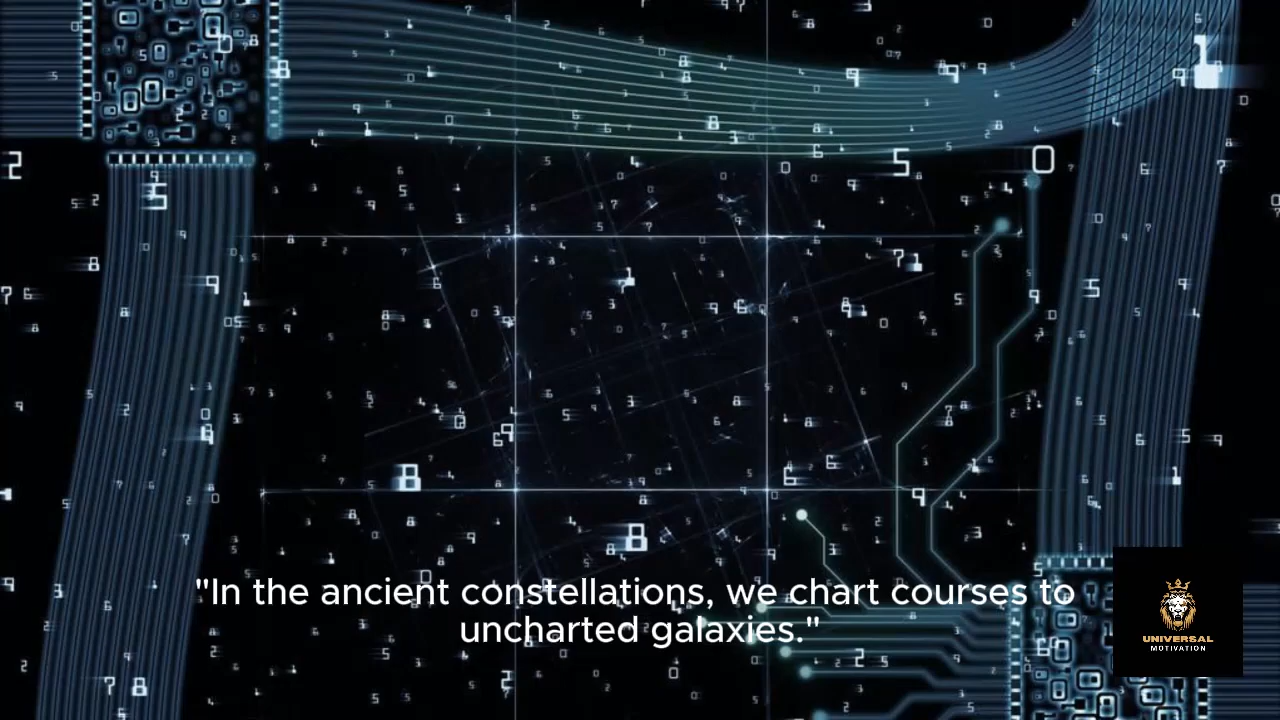 "In the ancient constellations, we chart courses to
uncharted galaxies."
UNIVERSAL
MOTIVATION